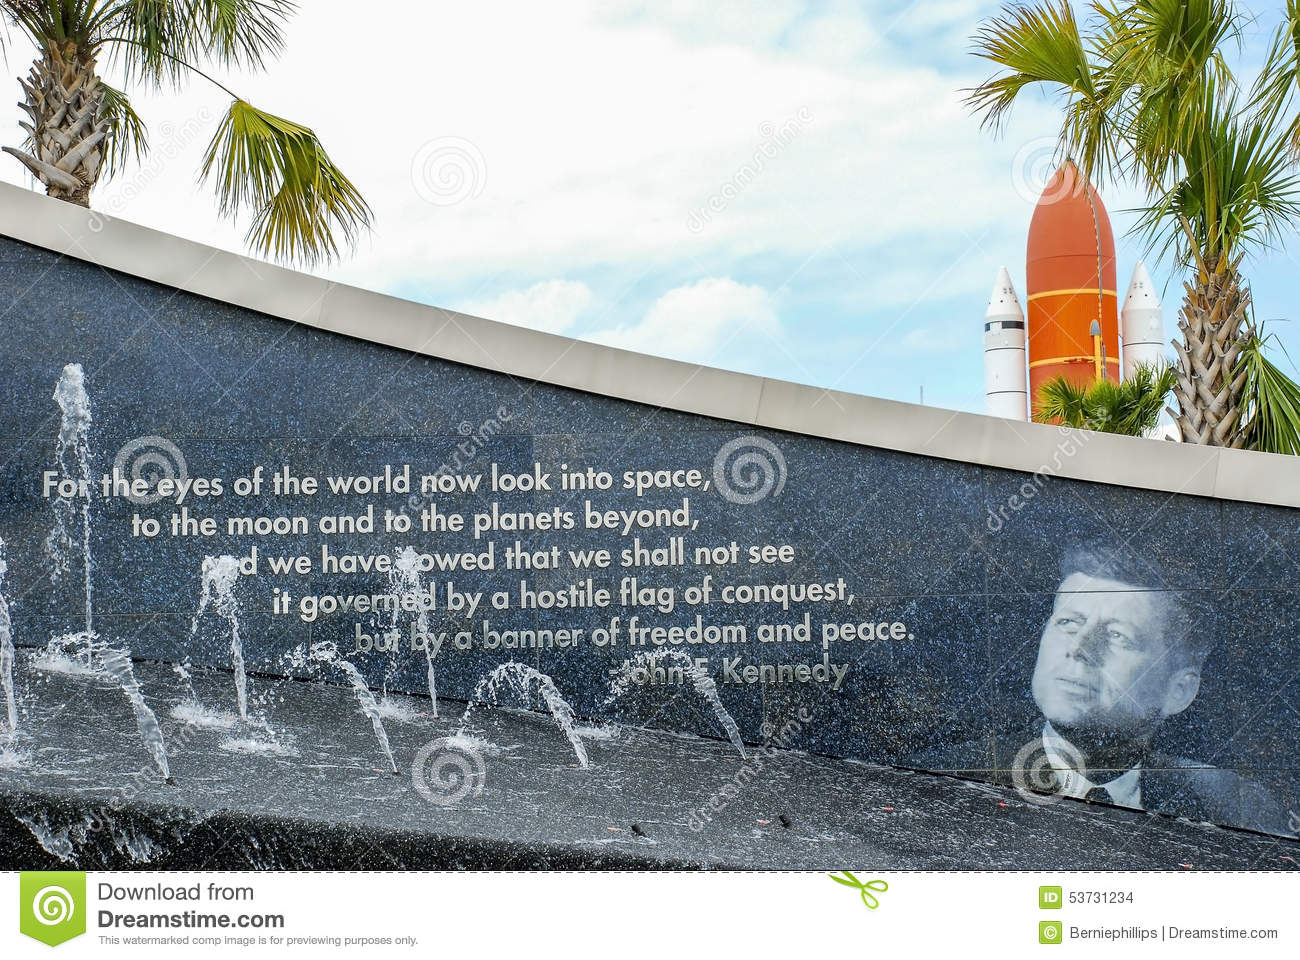 For the eyes of the world now look into space,
to the moon and to the planets beyond,
and we have vowed that we shall not see
it governed by a hostile flag of conquest,
but by a banner of freedom and peace.
-John F. Kennedy
Download from
Dreamstime.com
This watermarked comp image is for previewing purposes only.
ID 53731234
© Berniephillips | Dreamstime.com